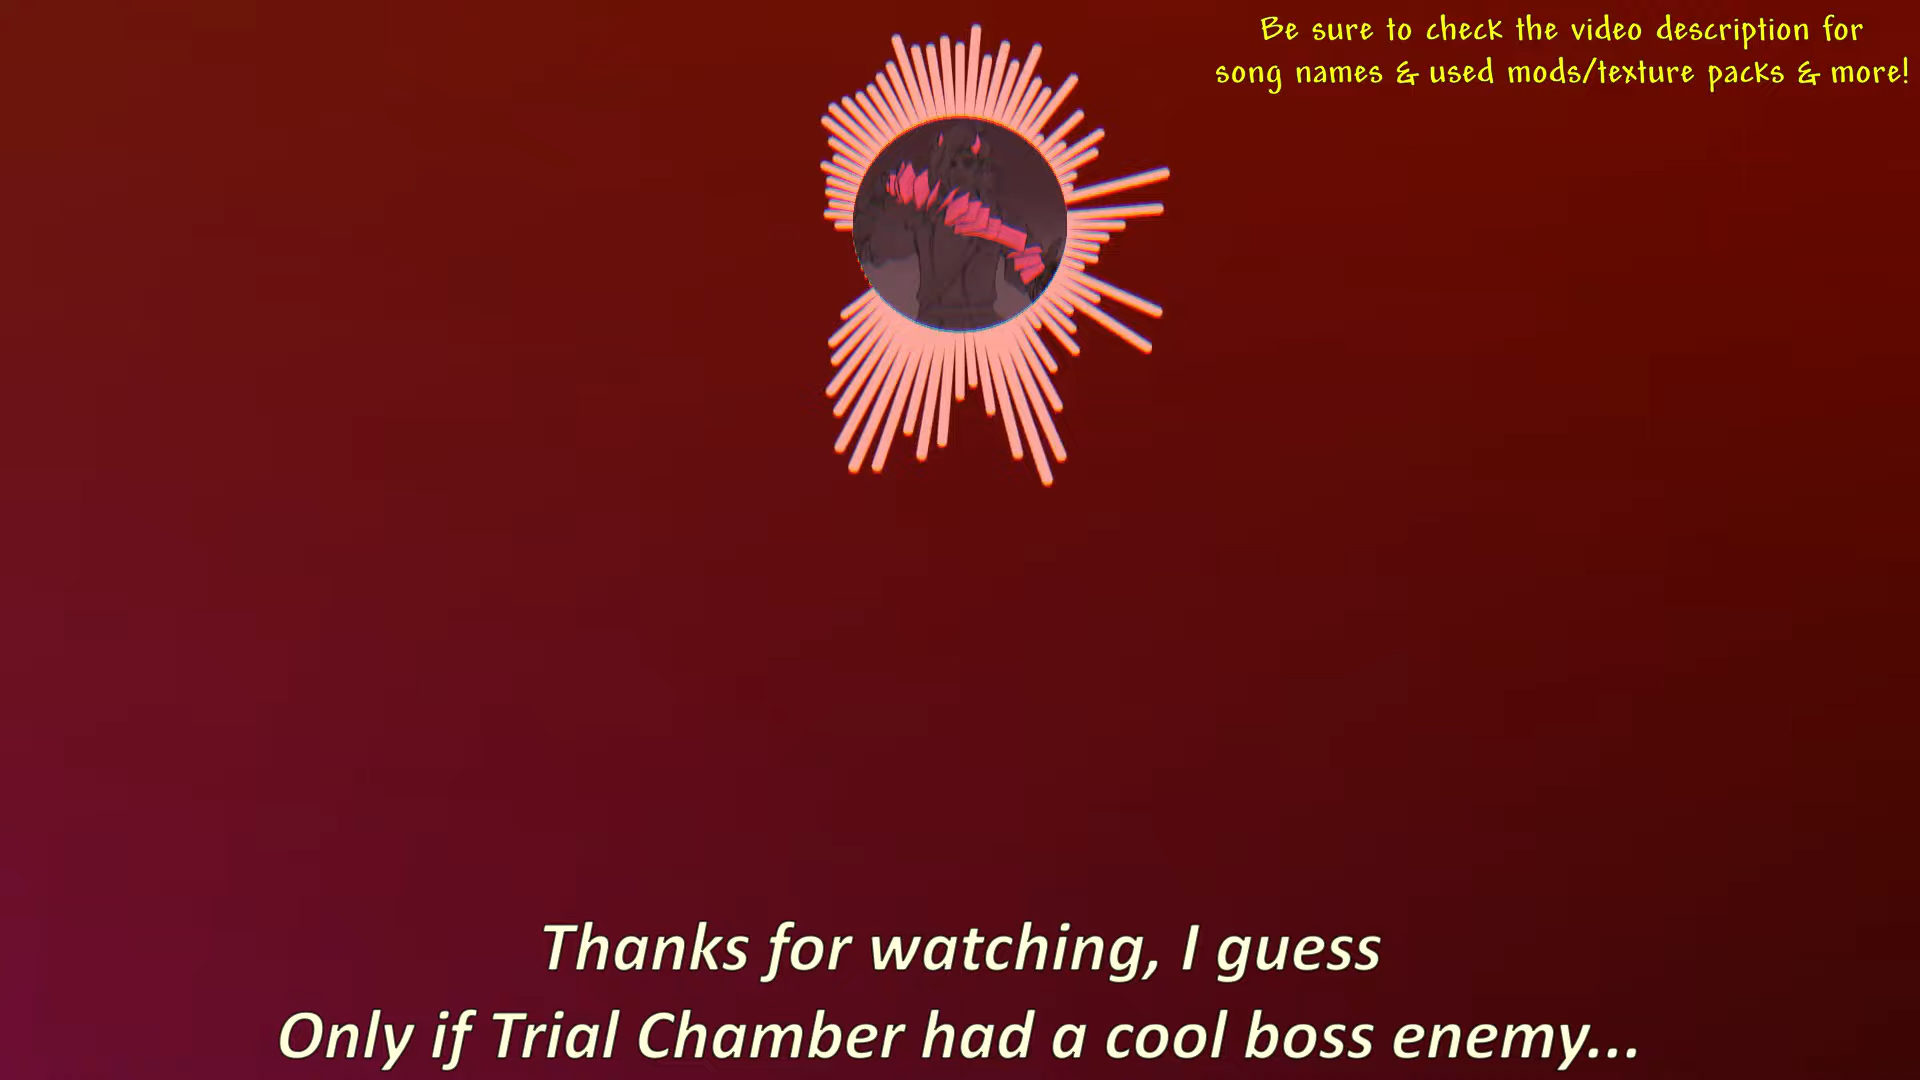 Be sure to check the video description for
song names & used mods/texture packs & more!
Thanks for watching, I guess
Only if Trial Chamber had a cool boss enemy...